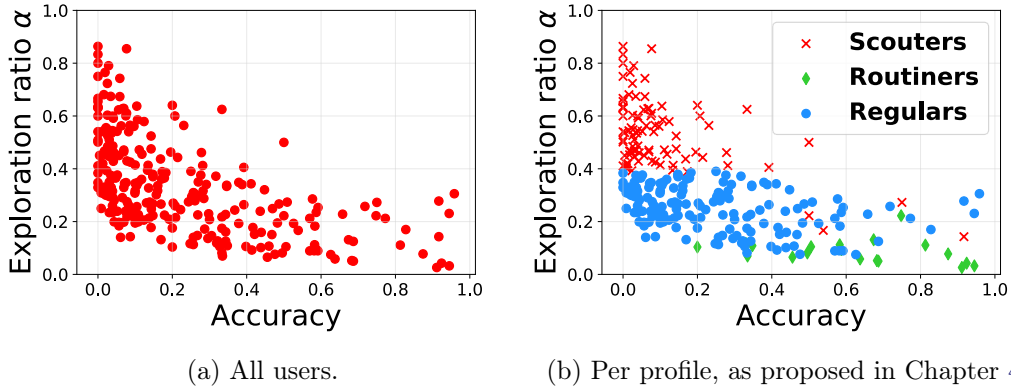 Exploration ratio α
1.0
0.8
0.6
0.4
0.2
0.0
0.0 0.2 0.4 0.6 0.8 1.0
Accuracy
(a) All users.
Exploration ratio α
1.0
0.8
0.6
0.4
0.2
0.0
Scouters
Routiners
Regulars
0.0 0.2 0.4 0.6 0.8 1.0
Accuracy
(b) Per profile, as proposed in Chapter